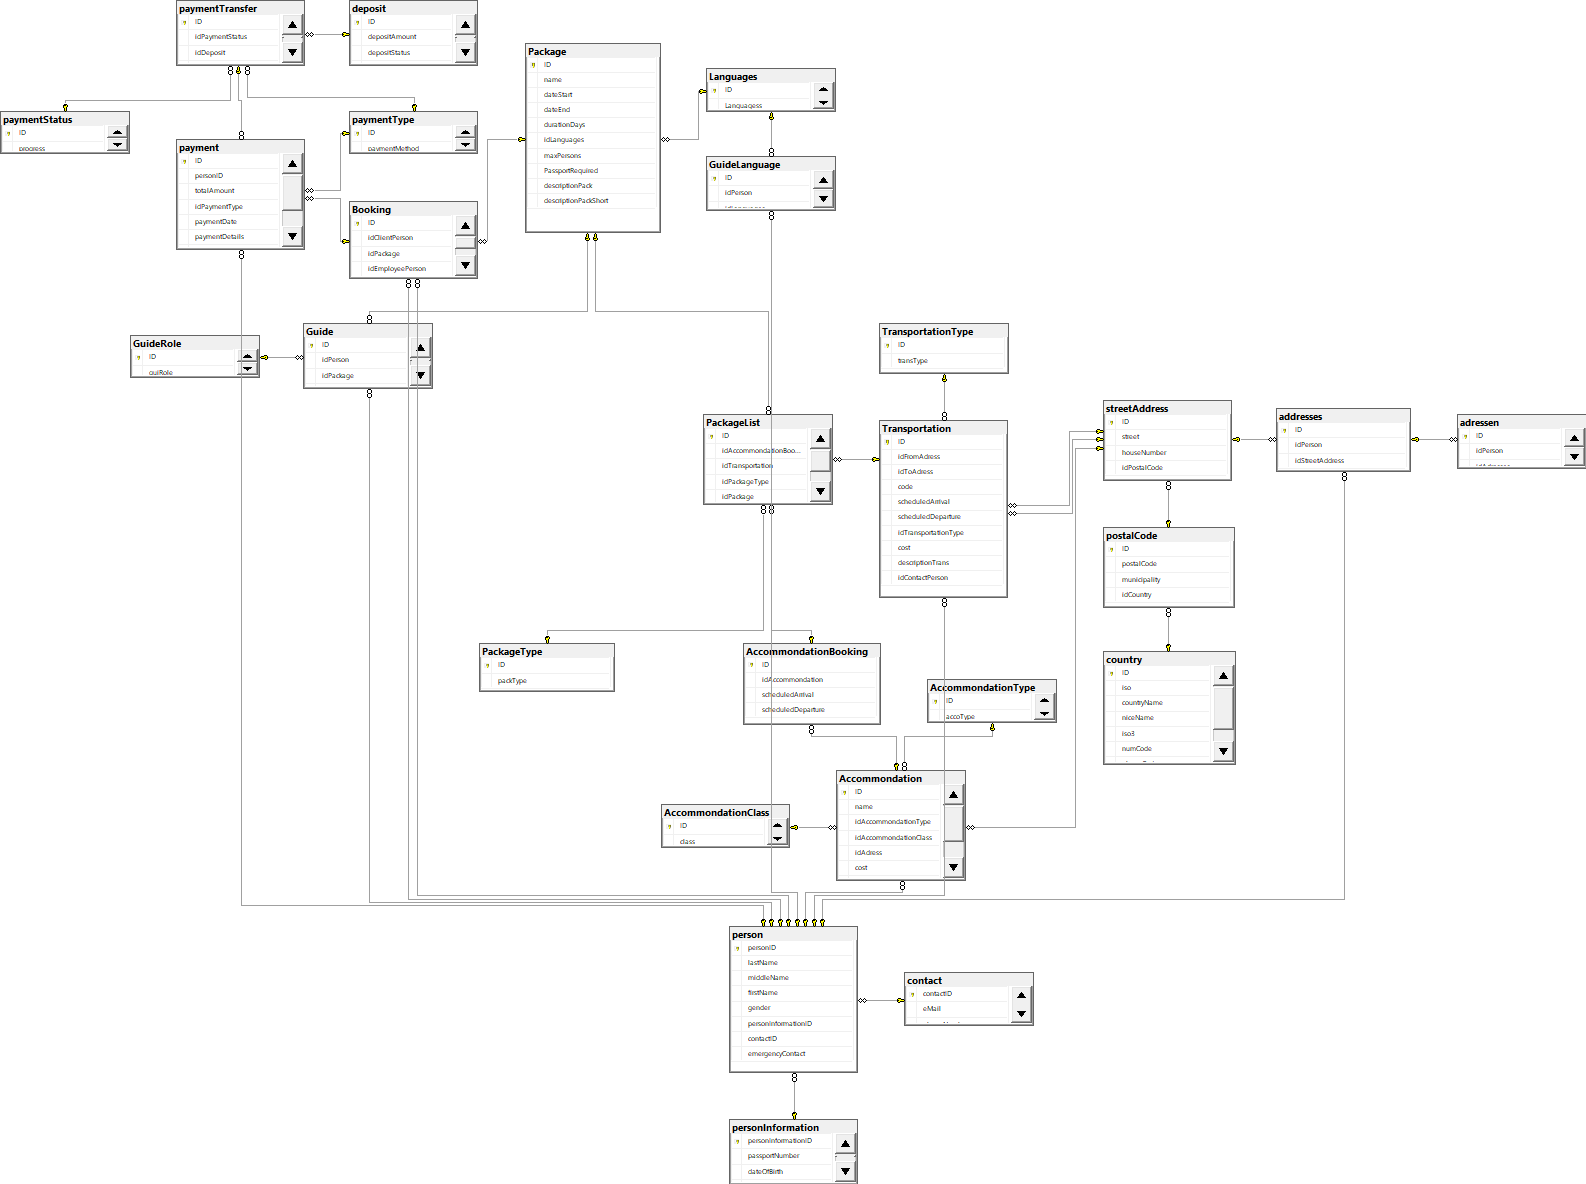 paymentTransfer
ID
idPaymentStatus
idDeposit
deposit
ID
depositAmount
depositStatus
paymentStatus
ID
progress
paymentType
ID
paymentMethod
payment
ID
personID
totalAmount
idPaymentType
paymentDate
paymentDetails
Booking
ID
idClientPerson
idPackage
idEmployeePerson
Package
ID
name
dateStart
dateEnd
durationDays
idLanguages
maxPersons
PassportRequired
descriptionPack
descriptionPackShort
Languages
ID
Languagess
GuideLanguage
ID
idPerson
GuideRole
ID
guiRole
Guide
ID
idPerson
idPackage
TransportationType
ID
transType
PackageList
ID
idAccommondationBoo...
idTransportation
idPackageType
idPackage
Transportation
ID
idFromAdress
idToAdress
code
scheduledArrival
scheduledDeparture
idTransportationType
cost
descriptionTrans
idContactPerson
streetAddress
ID
street
houseNumber
idPostalCode
addresses
ID
idPerson
idStreetAddress
adressen
ID
idPerson
postalCode
ID
postalCode
municipality
idCountry
country
ID
iso
countryName
niceName
iso3
numCode
PackageType
ID
packType
AccommondationBooking
ID
idAccommondation
scheduledArrival
scheduledDeparture
AccommondationType
ID
accoType
AccommondationClass
ID
class
Accommondation
ID
name
idAccommondationType
idAccommondationClass
idAdress
cost
person
personID
lastName
middleName
firstName
gender
personInformationID
contactID
emergencyContact
contact
contactID
eMail
personInformation
personInformationID
passportNumber
dateOfBirth